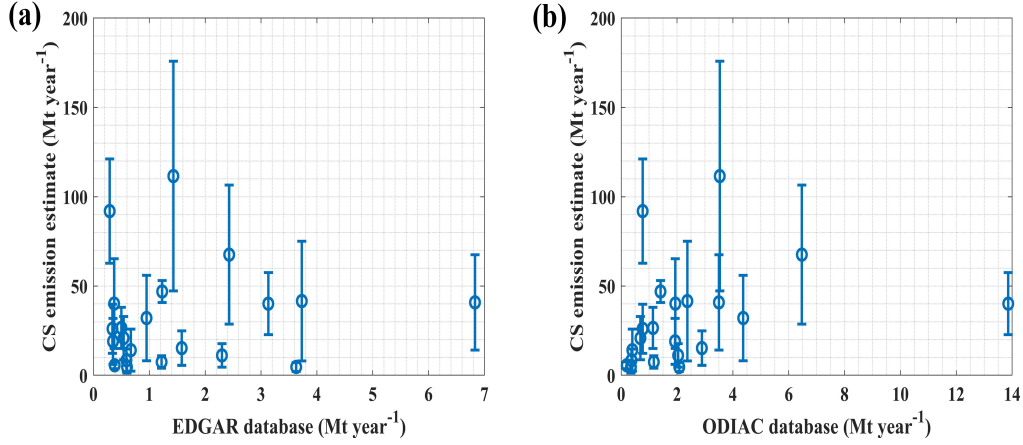 (a)
CS emission estimate (Mt year⁻¹)
200
150
100
50
0
0 1 2 3 4 5 6 7
EDGAR database (Mt year⁻¹)
(b)
CS emission estimate (Mt year⁻¹)
200
150
100
50
0
0 2 4 6 8 10 12 14
ODIAC database (Mt year⁻¹)